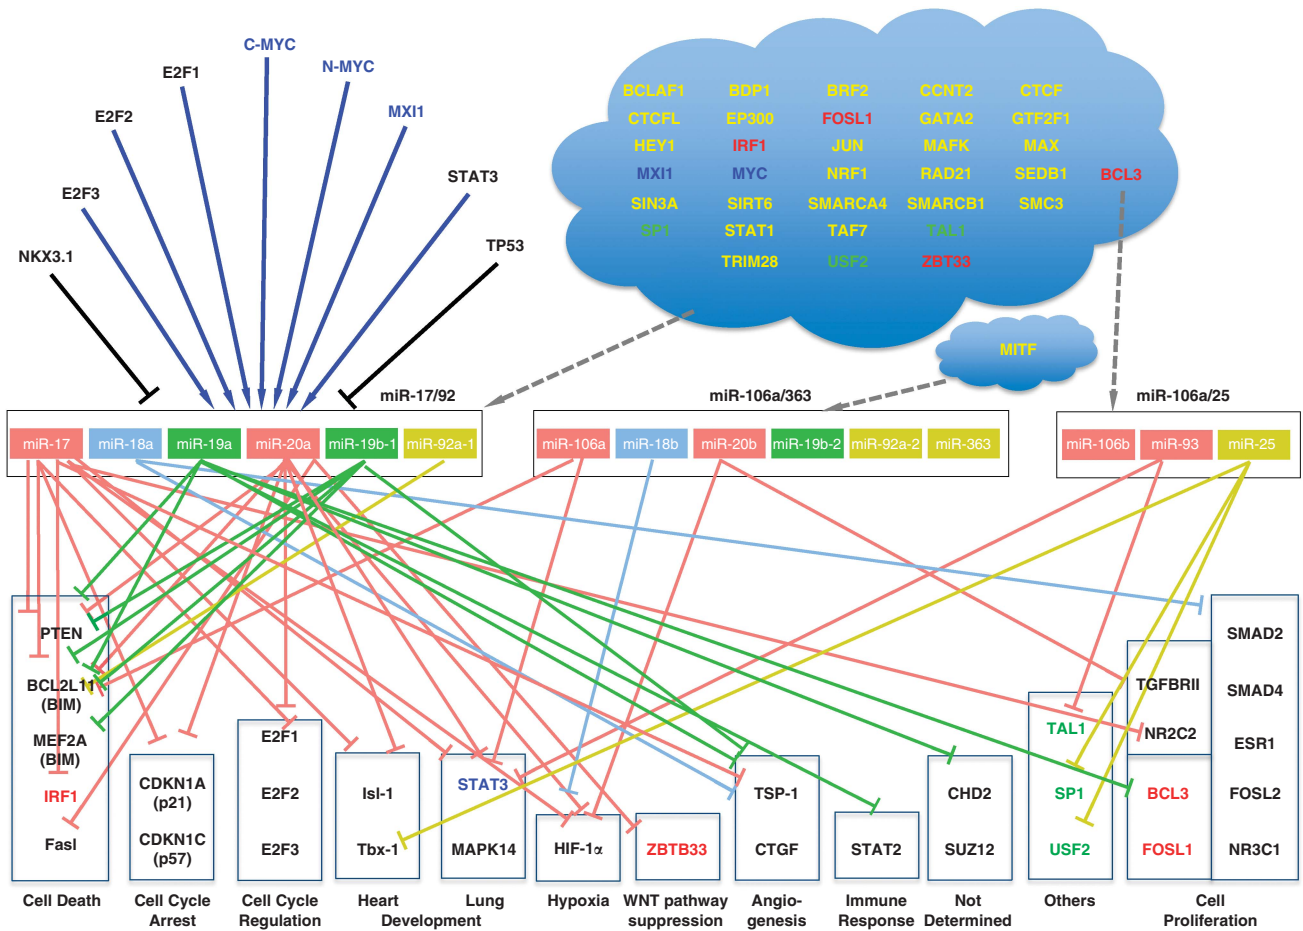 C-MYC
E2F1
N-MYC
E2F2
MXI1
E2F3
STAT3
NKX3.1
TP53
BCLAF1 BDP1 BRF2 CCNT2 CTCF
CTCFL EP300 FOSL1 GATA2 GTF2F1
HEY1 IRF1 JUN MAFK MAX
MXI1 MYC NRF1 RAD21 SEDB1 BCL3
SIN3A SIRT6 SMARCA4 SMARCB1 SMC3
SP1 STAT1 TAF7 TAL1
TRIM28 USF2 ZBT33
MITF
miR-17/92 miR-106a/363 miR-106a/25
miR-17 miR-18a miR-19a miR-20a miR-19b-1 miR-92a-1
miR-106a miR-18b miR-20b miR-19b-2 miR-92a-2 miR-363
miR-106b miR-93 miR-25
PTEN
BCL2L11
(BIM)
MEF2A
(BIM)
IRF1
Fasl
Cell Death
CDKN1A
(p21)
CDKN1C
(p57)
Cell Cycle
Arrest
E2F1
E2F2
E2F3
Cell Cycle
Regulation
Isl-1
Tbx-1
STAT3
MAPK14
Heart Lung
Development
HIF-1α
Hypoxia
ZBTB33
WNT pathway
suppression
TSP-1
CTGF
Angio-
genesis
STAT2
Immune
Response
CHD2
SUZ12
Not
Determined
TAL1
SP1
USF2
Others
TGFBRII
NR2C2
BCL3
FOSL1
SMAD2
SMAD4
ESR1
FOSL2
NR3C1
Cell
Proliferation